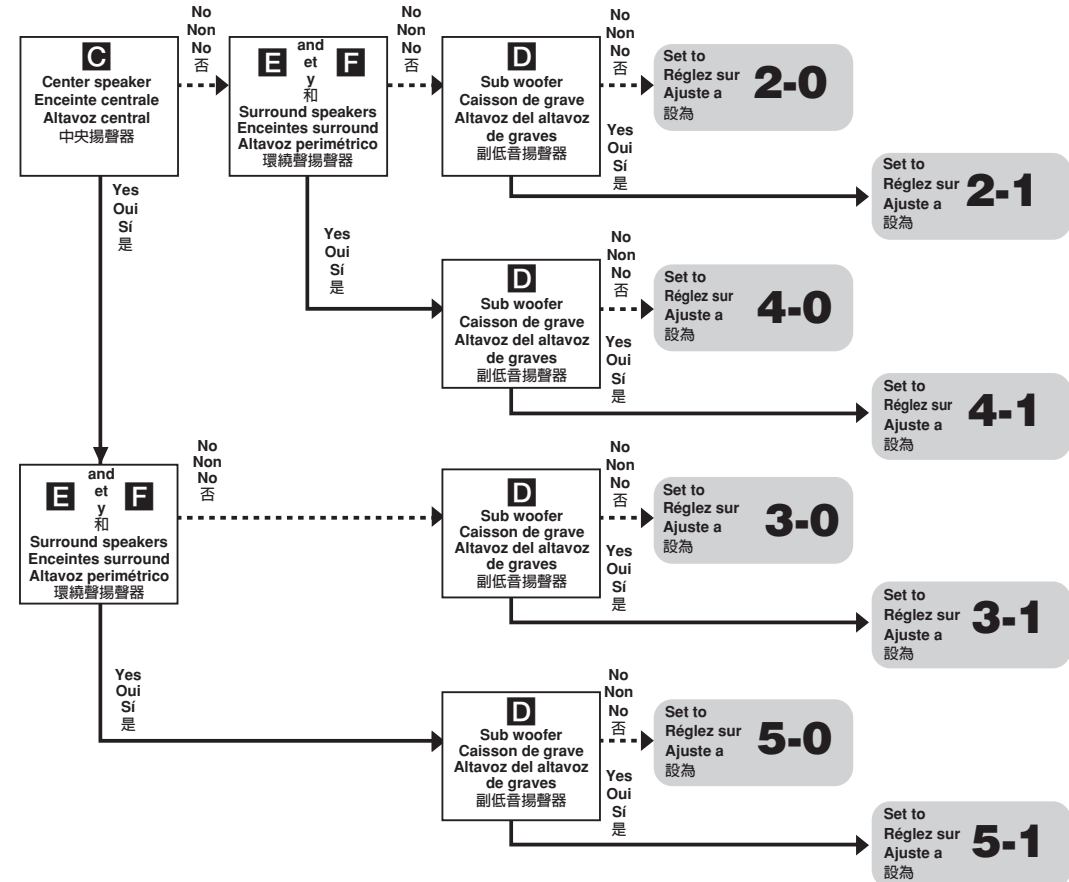 C
Center speaker
Enceinte centrale
Altavoz central
中央揚聲器
No
Non
No
否
E and F
et
y
和
Surround speakers
Enceintes surround
Altavoz perimétrico
環繞聲揚聲器
No
Non
No
否
D
Sub woofer
Caisson de grave
Altavoz del altavoz
de graves
副低音揚聲器
No
Non
No
否
Set to
Réglez sur
Ajuste a
設為
2-0
Yes
Oui
Sí
是
Set to
Réglez sur
Ajuste a
設為
2-1
Yes
Oui
Sí
是
Yes
Oui
Sí
是
D
Sub woofer
Caisson de grave
Altavoz del altavoz
de graves
副低音揚聲器
No
Non
No
否
Set to
Réglez sur
Ajuste a
設為
4-0
Yes
Oui
Sí
是
Set to
Réglez sur
Ajuste a
設為
4-1
E and F
et
y
和
Surround speakers
Enceintes surround
Altavoz perimétrico
環繞聲揚聲器
No
Non
No
否
D
Sub woofer
Caisson de grave
Altavoz del altavoz
de graves
副低音揚聲器
No
Non
No
否
Set to
Réglez sur
Ajuste a
設為
3-0
Yes
Oui
Sí
是
Set to
Réglez sur
Ajuste a
設為
3-1
Yes
Oui
Sí
是
D
Sub woofer
Caisson de grave
Altavoz del altavoz
de graves
副低音揚聲器
No
Non
No
否
Set to
Réglez sur
Ajuste a
設為
5-0
Yes
Oui
Sí
是
Set to
Réglez sur
Ajuste a
設為
5-1